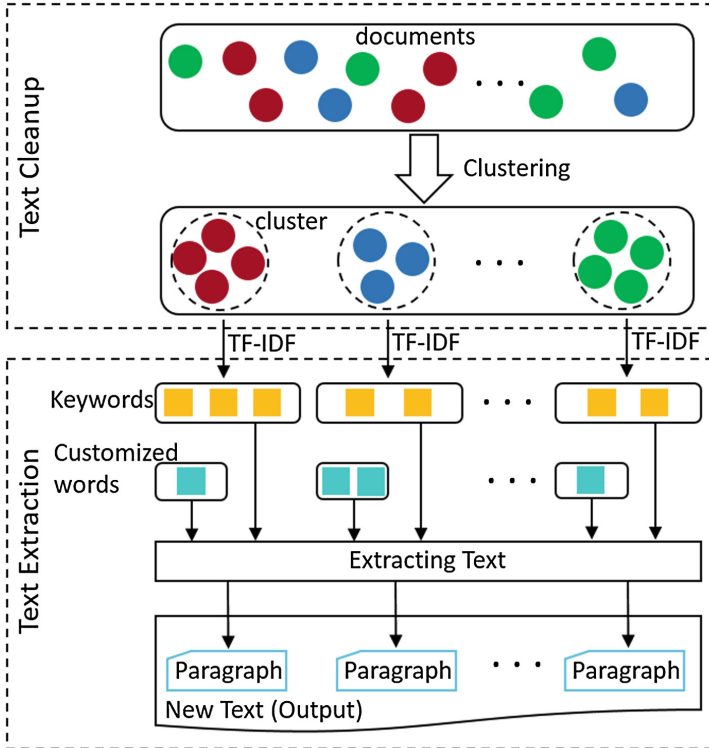 Text Cleanup
documents
. . .
Clustering
cluster
. . .
TF-IDF
TF-IDF
TF-IDF
Text Extraction
Keywords
. . .
Customized
words
. . .
Extracting Text
Paragraph
Paragraph
. . .
Paragraph
New Text (Output)